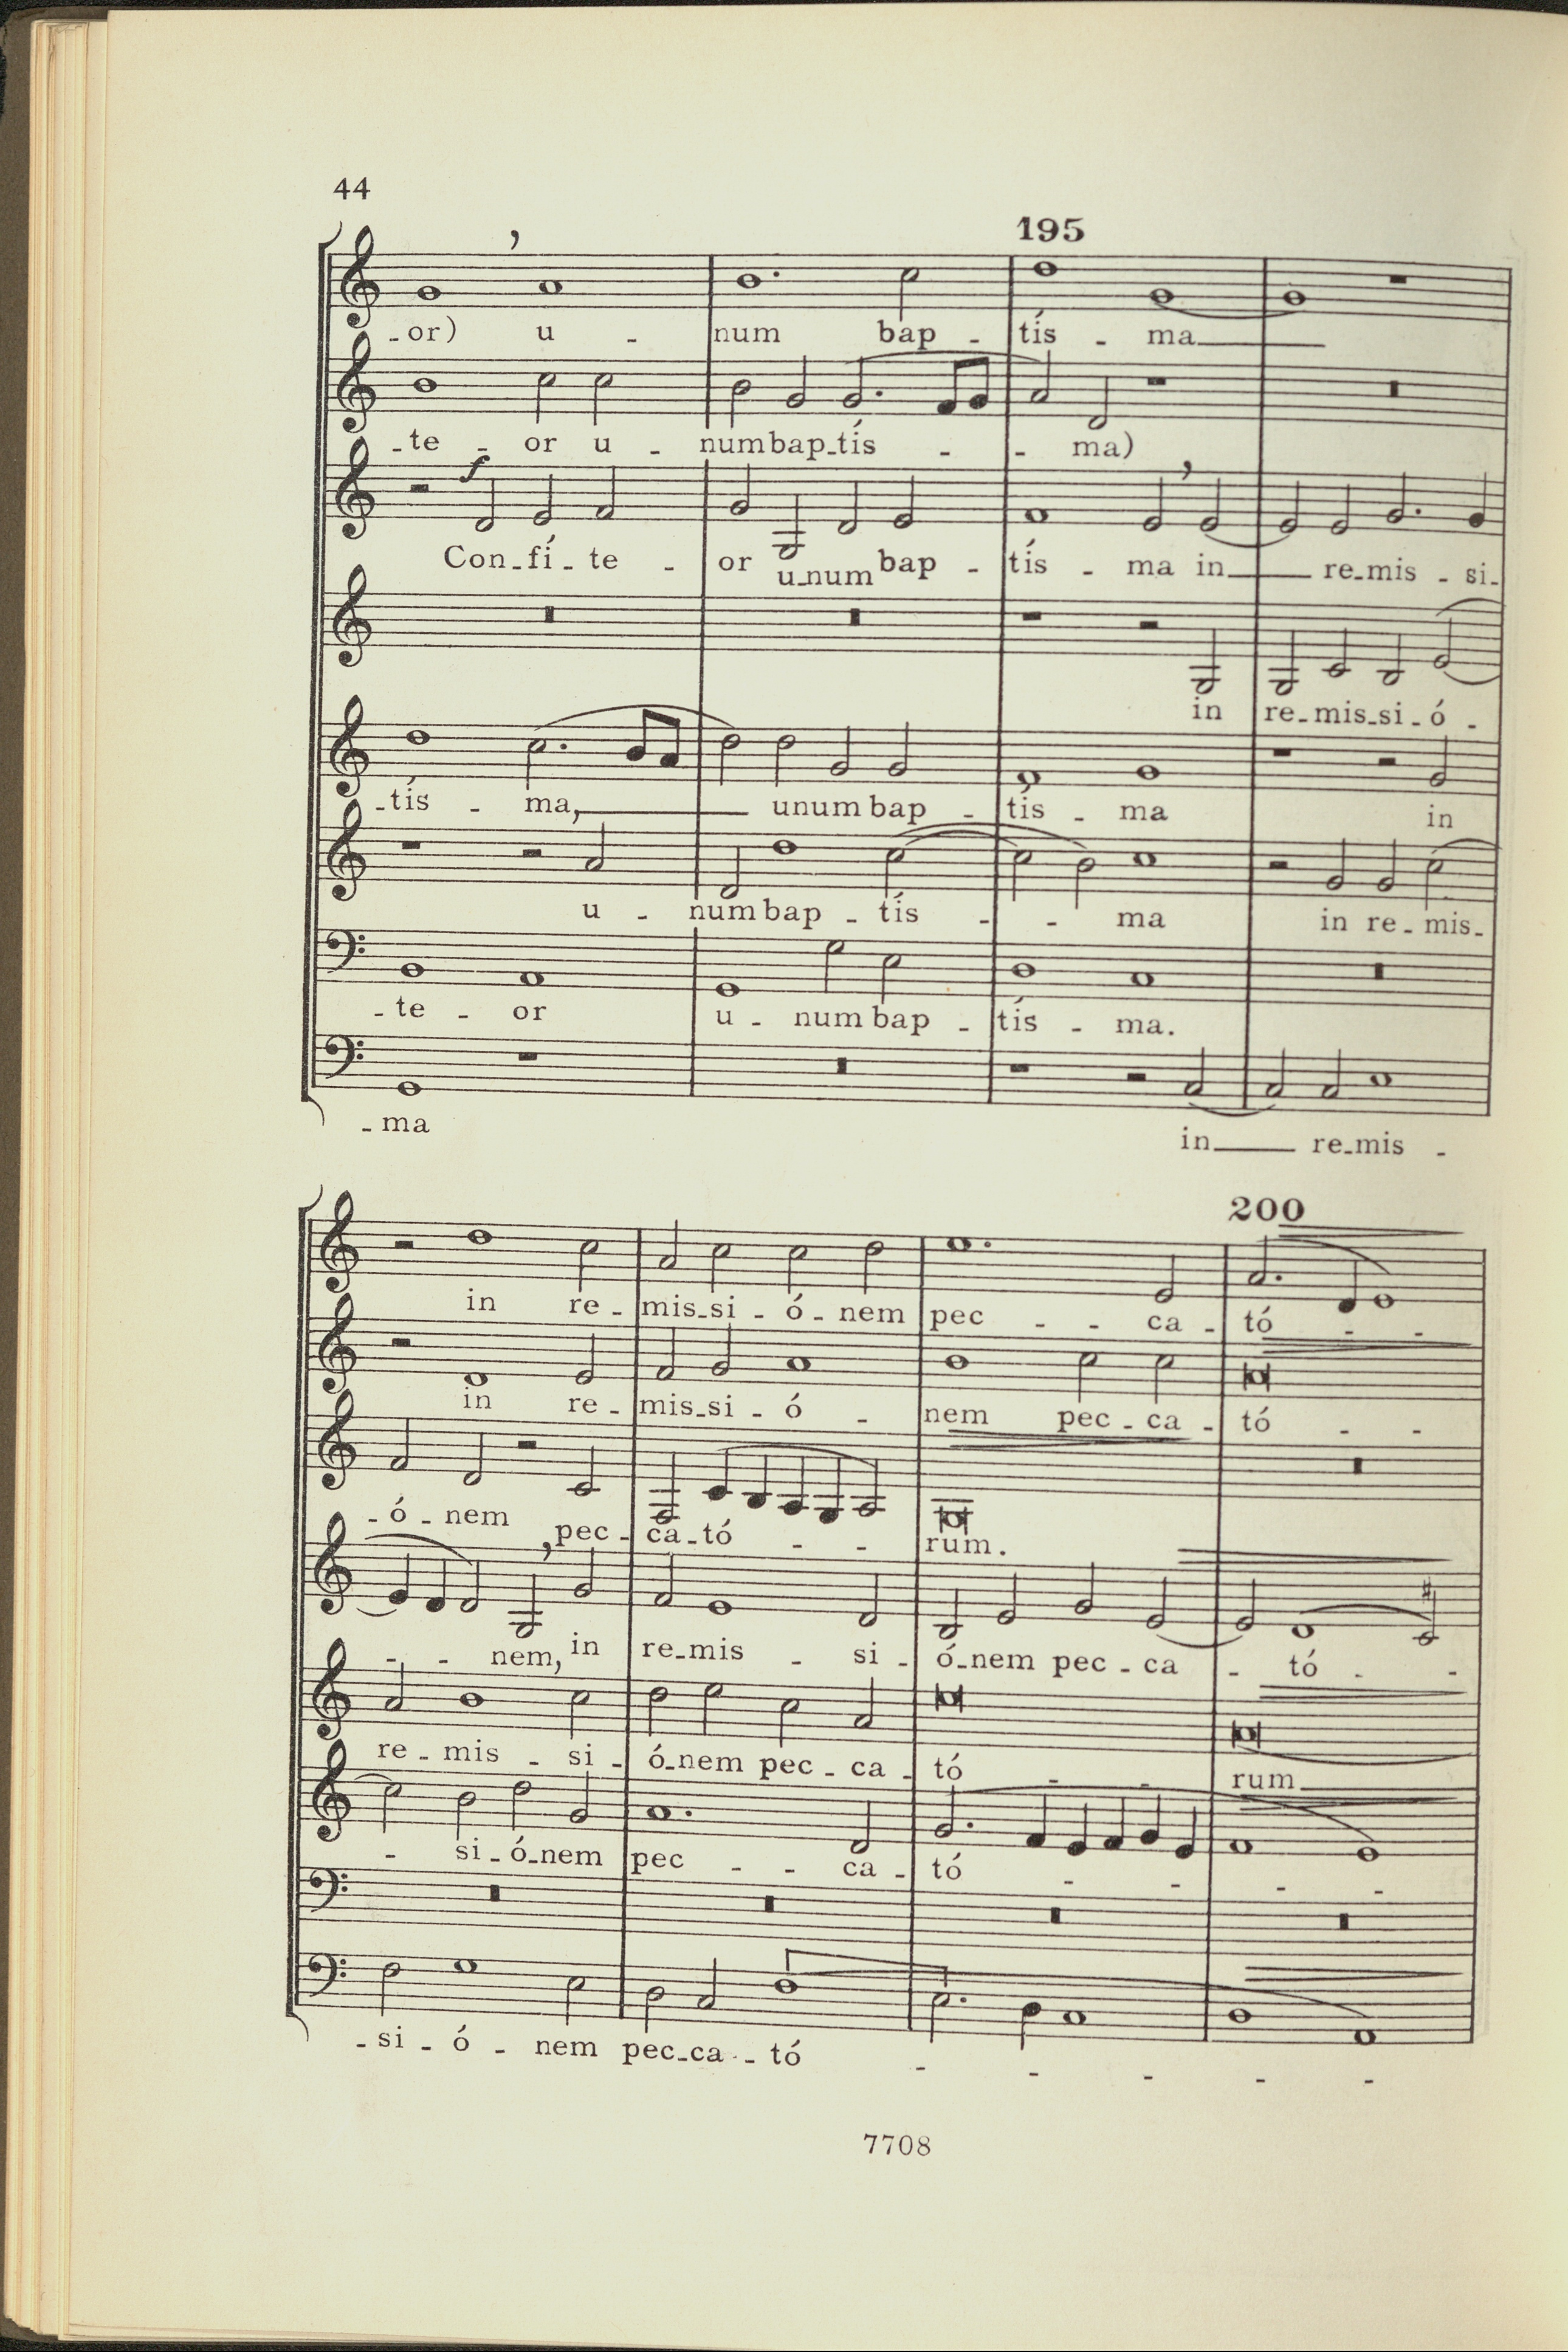 44
195
-or) u - num bap - tís - ma
-te - or u - num bap-tís - - ma)
f
Con-fí-te - or u-num bap - tís - ma in re-mis - si-
in re-mis-si-ó -
-tís - ma, unum bap - tís - ma in
u - num bap - tís - - ma in re-mis-
-te - or u - num bap - tís - ma.
-ma in re-mis -
200
in re-mis-si-ó-nem pec - - ca - tó - -
in re-mis-si-ó - nem pec-ca - tó - -
-ó-nem pec-ca-tó - - rum.
- - nem, in re-mis - si-ó-nem pec-ca - tó - -
re-mis - si-ó-nem pec-ca-tó - - rum
- si-ó-nem pec - - ca-tó - - - -
-si-ó - nem pec-ca-tó - - - - -
7708